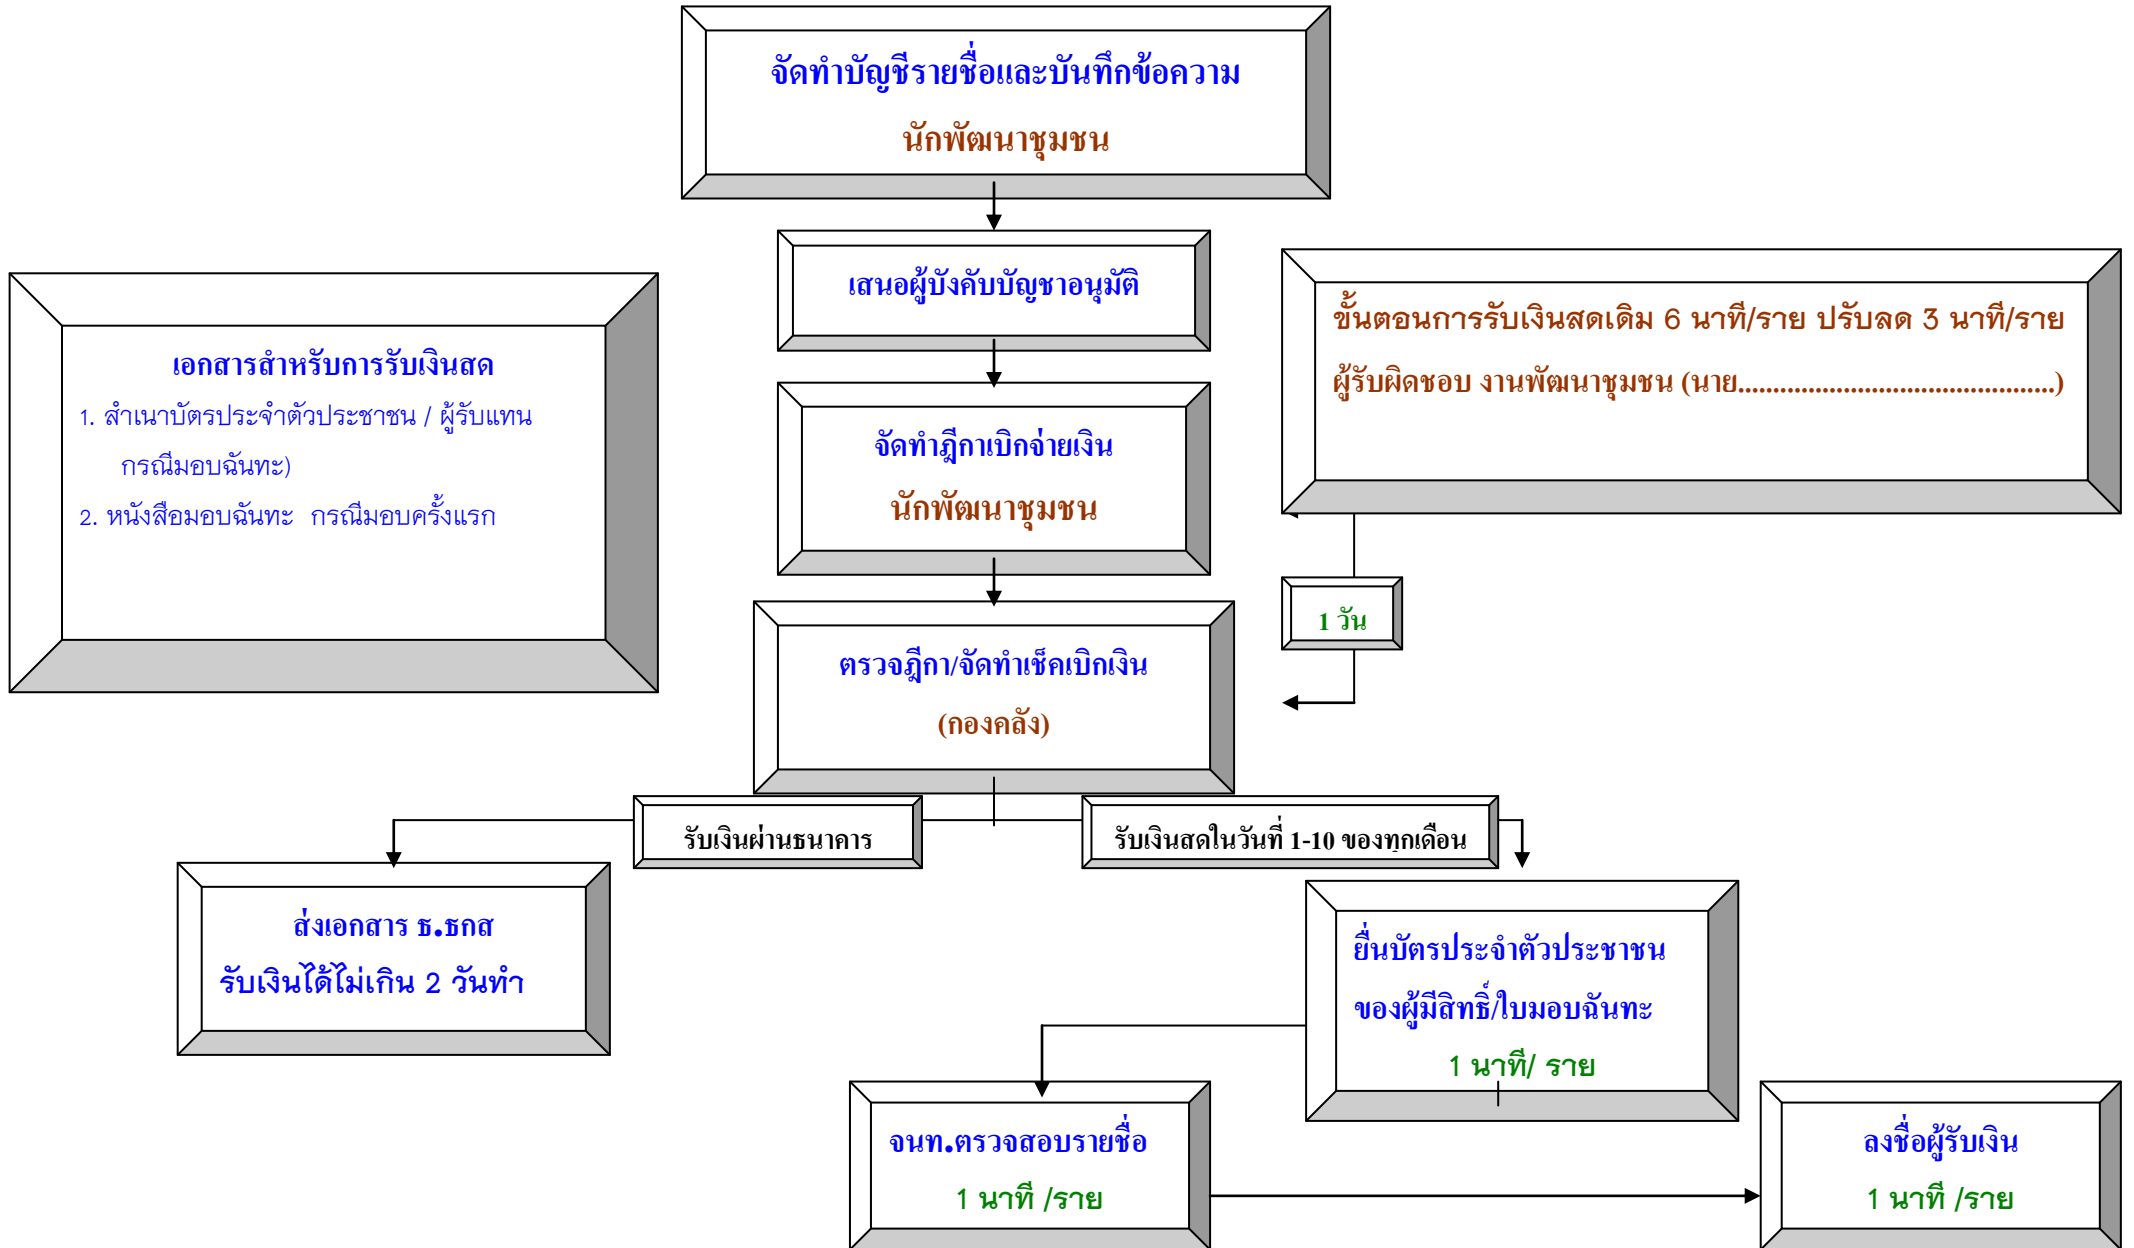 จัดทำบัญชีรายชื่อและบันทึกข้อความ
นักพัฒนาชุมชน
เสนอผู้บังคับบัญชาอนุมัติ
เอกสารสำหรับการรับเงินสด
1. สำเนาบัตรประจำตัวประชาชน / ผู้รับแทน
กรณีมอบฉันทะ)
2. หนังสือมอบฉันทะ กรณีมอบครั้งแรก
ขั้นตอนการรับเงินสดเดิม 6 นาที/ราย ปรับลด 3 นาที/ราย
ผู้รับผิดชอบ งานพัฒนาชุมชน (นาย.............................................)
จัดทำฎีกาเบิกจ่ายเงิน
นักพัฒนาชุมชน
1 วัน
ตรวจฎีกา/จัดทำเช็คเบิกเงิน
(กองคลัง)
รับเงินผ่านธนาคาร
รับเงินสดในวันที่ 1-10 ของทุกเดือน
ส่งเอกสาร ธ.ธกส
รับเงินได้ไม่เกิน 2 วันทำ
ยื่นบัตรประจำตัวประชาชน
ของผู้มีสิทธิ์/ใบมอบฉันทะ
1 นาที/ ราย
จนท.ตรวจสอบรายชื่อ
1 นาที /ราย
ลงชื่อผู้รับเงิน
1 นาที /ราย